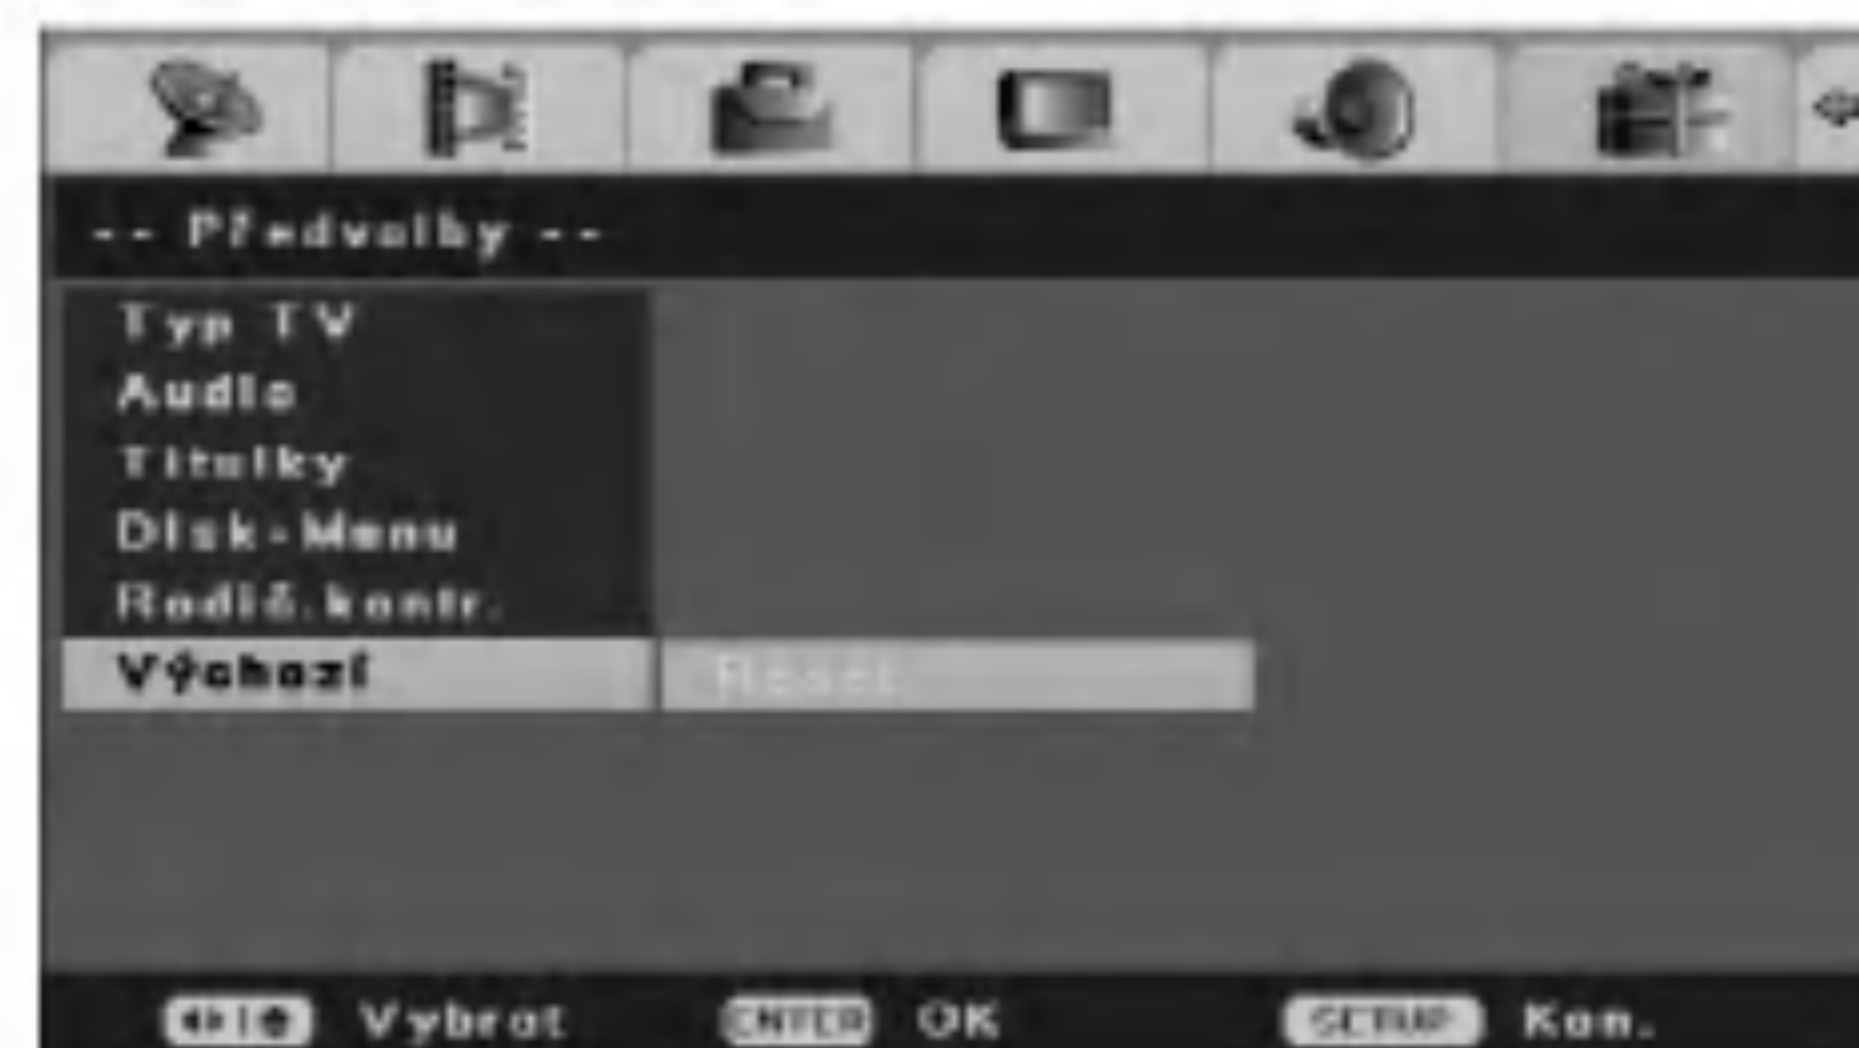 -- Předvolby --
Typ TV
Audio
Titulky
Disk-Menu
Rodič.kontr.
Výchozí Reset
Vybrat ENTER OK SETUP Kon.